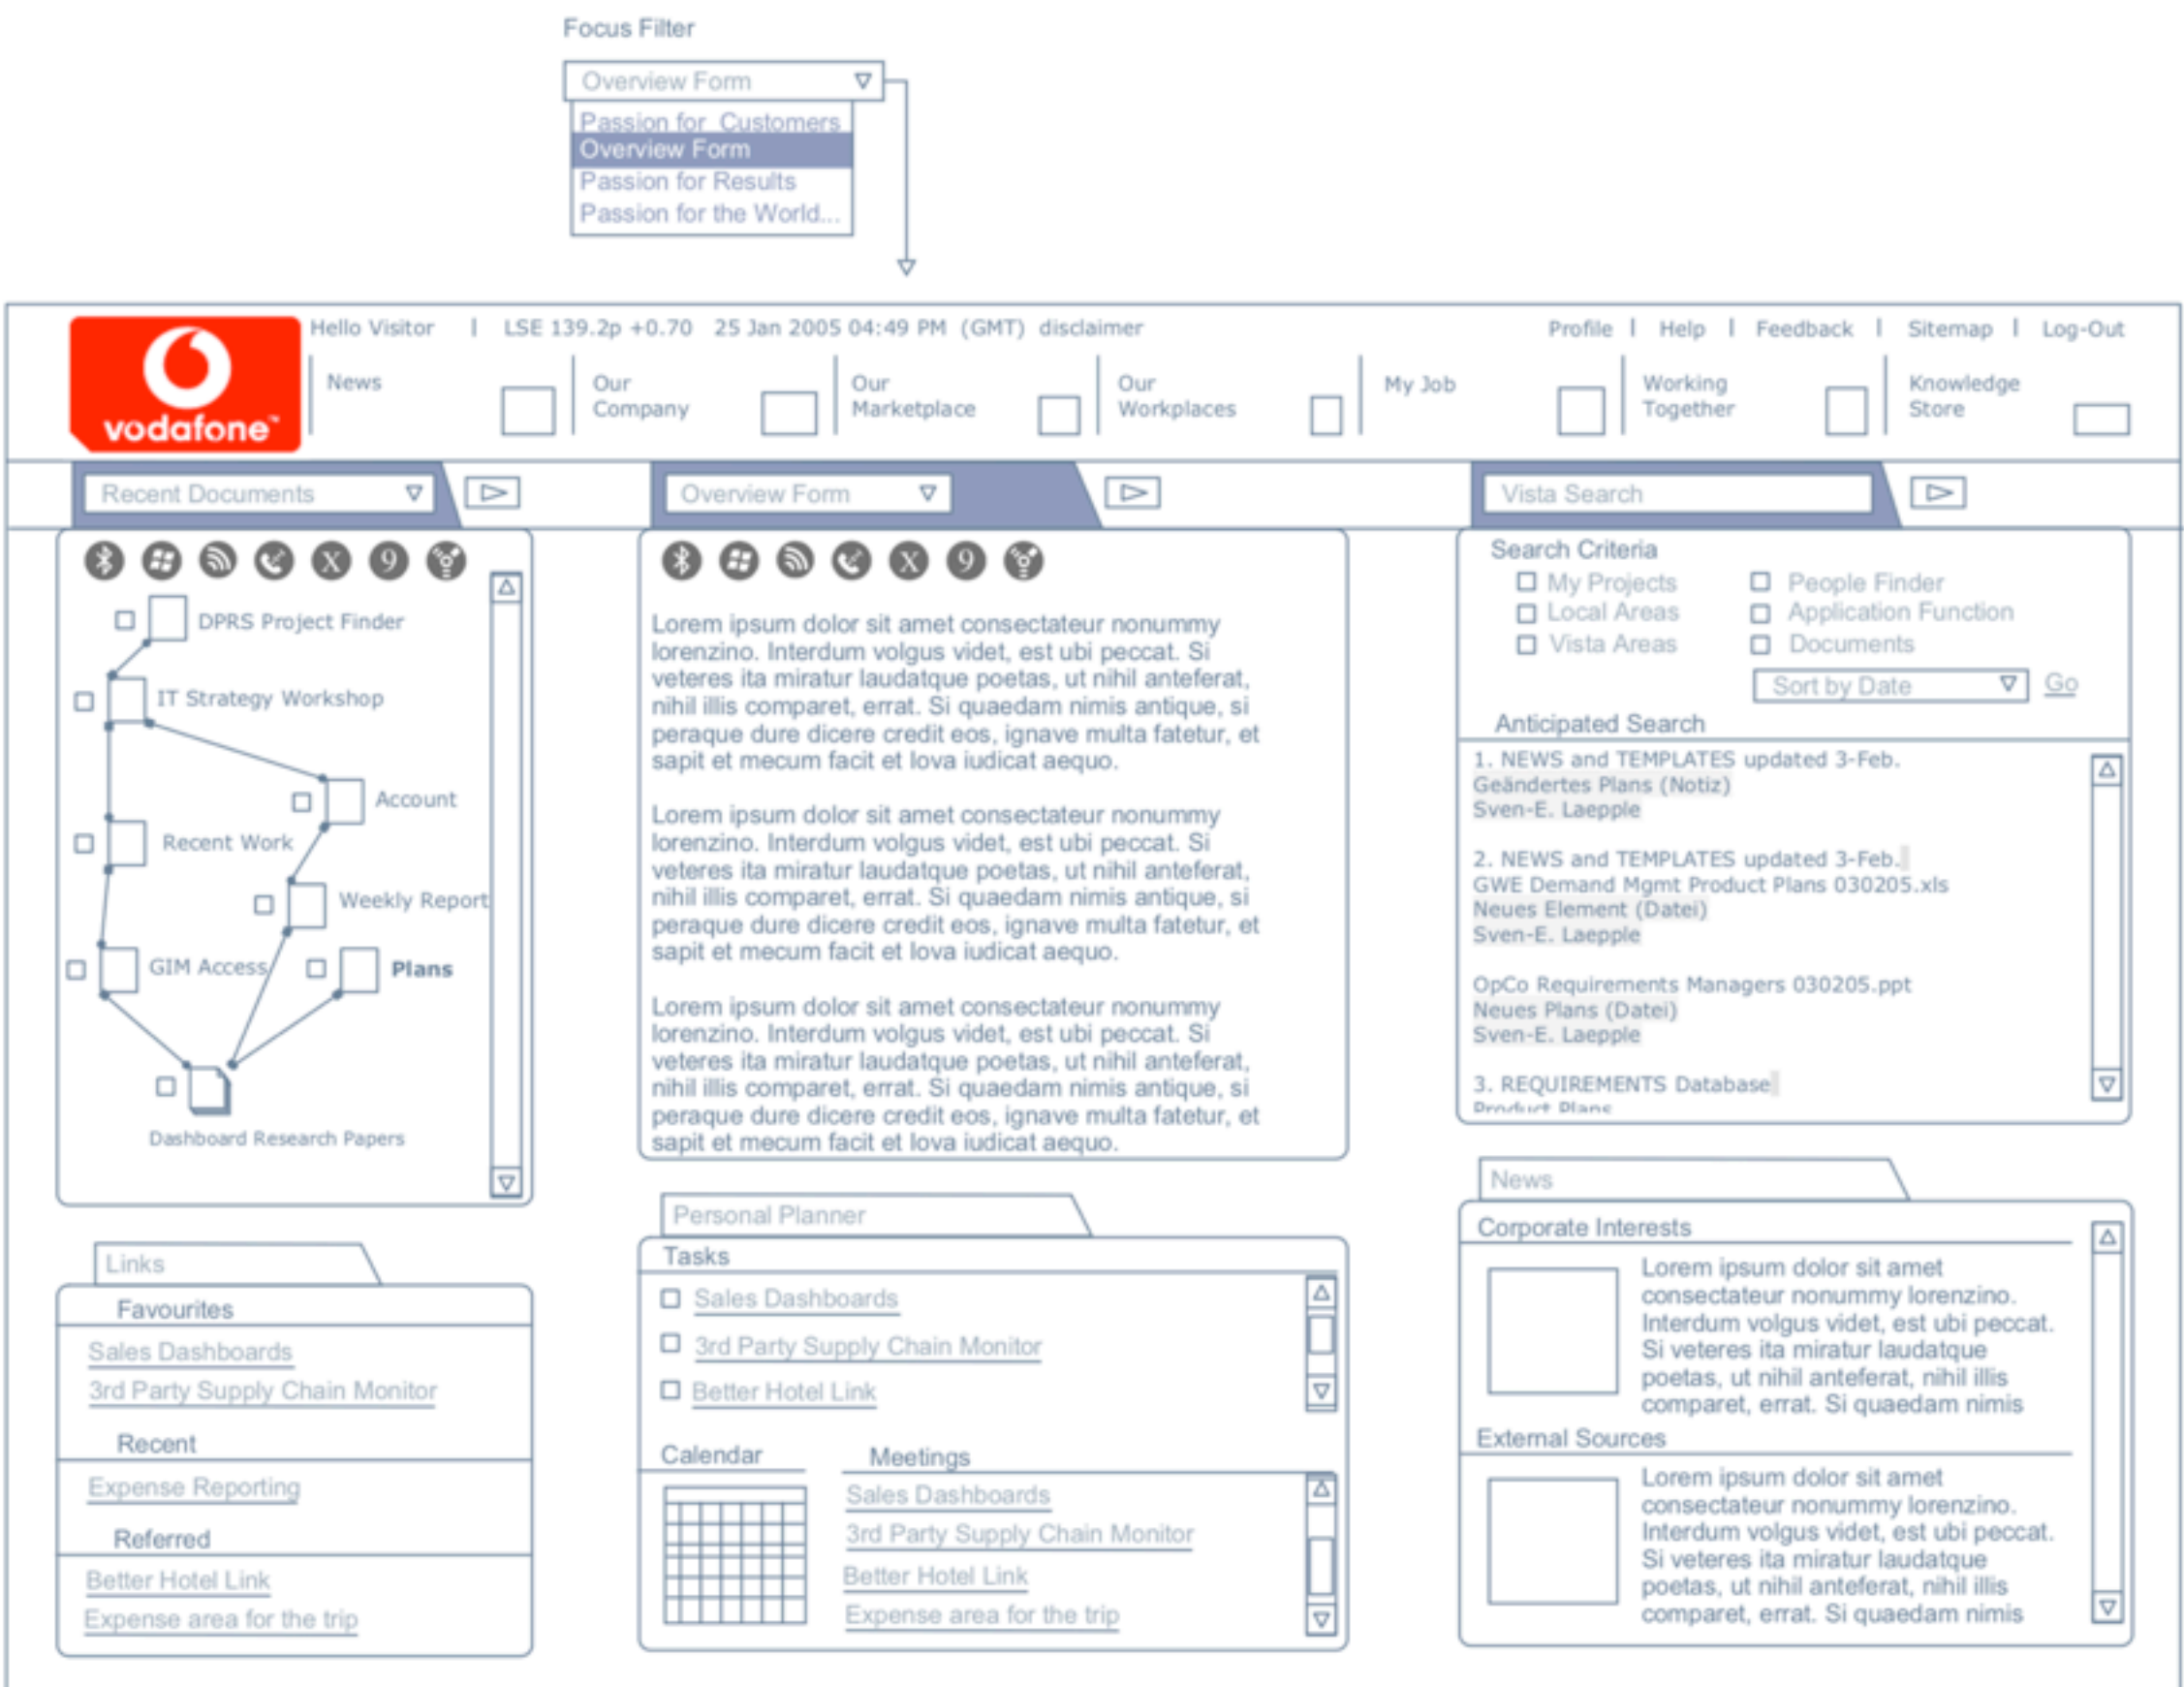 Focus Filter
Overview Form
Passion for Customers
Overview Form
Passion for Results
Passion for the World...
vodafone™
Hello Visitor | LSE 139.2p +0.70 25 Jan 2005 04:49 PM (GMT) disclaimer
Profile | Help | Feedback | Sitemap | Log-Out
News
Our
Company
Our
Marketplace
Our
Workplaces
My Job
Working
Together
Knowledge
Store
Recent Documents
X 9
DPRS Project Finder
IT Strategy Workshop
Account
Recent Work
Weekly Report
GIM Access
Plans
Dashboard Research Papers
Links
Favourites
Sales Dashboards
3rd Party Supply Chain Monitor
Recent
Expense Reporting
Referred
Better Hotel Link
Expense area for the trip
Overview Form
X 9
Lorem ipsum dolor sit amet consectateur nonummy
lorenzino. Interdum volgus videt, est ubi peccat. Si
veteres ita miratur laudatque poetas, ut nihil anteferat,
nihil illis comparet, errat. Si quaedam nimis antique, si
peraque dure dicere credit eos, ignave multa fatetur, et
sapit et mecum facit et Iova iudicat aequo.
Lorem ipsum dolor sit amet consectateur nonummy
lorenzino. Interdum volgus videt, est ubi peccat. Si
veteres ita miratur laudatque poetas, ut nihil anteferat,
nihil illis comparet, errat. Si quaedam nimis antique, si
peraque dure dicere credit eos, ignave multa fatetur, et
sapit et mecum facit et Iova iudicat aequo.
Lorem ipsum dolor sit amet consectateur nonummy
lorenzino. Interdum volgus videt, est ubi peccat. Si
veteres ita miratur laudatque poetas, ut nihil anteferat,
nihil illis comparet, errat. Si quaedam nimis antique, si
peraque dure dicere credit eos, ignave multa fatetur, et
sapit et mecum facit et Iova iudicat aequo.
Personal Planner
Tasks
Sales Dashboards
3rd Party Supply Chain Monitor
Better Hotel Link
Calendar
Meetings
Sales Dashboards
3rd Party Supply Chain Monitor
Better Hotel Link
Expense area for the trip
Vista Search
Search Criteria
My Projects
People Finder
Local Areas
Application Function
Vista Areas
Documents
Sort by Date
Go
Anticipated Search
1. NEWS and TEMPLATES updated 3-Feb.
Geändertes Plans (Notiz)
Sven-E. Laepple
2. NEWS and TEMPLATES updated 3-Feb.
GWE Demand Mgmt Product Plans 030205.xls
Neues Element (Datei)
Sven-E. Laepple
OpCo Requirements Managers 030205.ppt
Neues Plans (Datei)
Sven-E. Laepple
3. REQUIREMENTS Database
Product Plans
News
Corporate Interests
Lorem ipsum dolor sit amet
consectateur nonummy lorenzino.
Interdum volgus videt, est ubi peccat.
Si veteres ita miratur laudatque
poetas, ut nihil anteferat, nihil illis
comparet, errat. Si quaedam nimis
External Sources
Lorem ipsum dolor sit amet
consectateur nonummy lorenzino.
Interdum volgus videt, est ubi peccat.
Si veteres ita miratur laudatque
poetas, ut nihil anteferat, nihil illis
comparet, errat. Si quaedam nimis